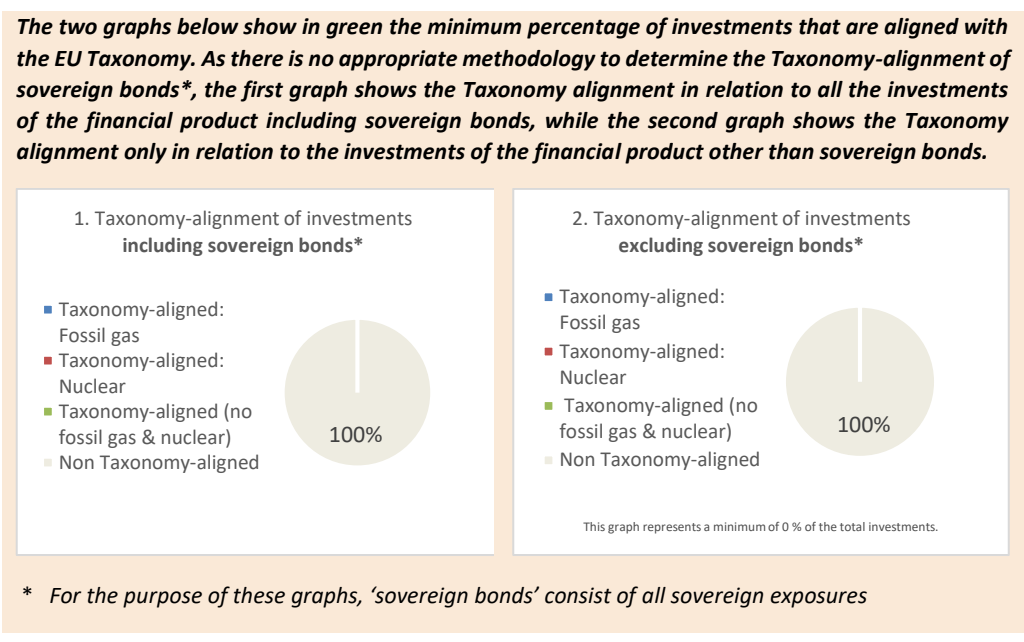 The two graphs below show in green the minimum percentage of investments that are aligned with
the EU Taxonomy. As there is no appropriate methodology to determine the Taxonomy-alignment of
sovereign bonds*, the first graph shows the Taxonomy alignment in relation to all the investments
of the financial product including sovereign bonds, while the second graph shows the Taxonomy
alignment only in relation to the investments of the financial product other than sovereign bonds.
1. Taxonomy-alignment of investments
including sovereign bonds*
Taxonomy-aligned:
Fossil gas
Taxonomy-aligned:
Nuclear
Taxonomy-aligned (no
fossil gas & nuclear)
Non Taxonomy-aligned
100%
2. Taxonomy-alignment of investments
excluding sovereign bonds*
Taxonomy-aligned:
Fossil gas
Taxonomy-aligned:
Nuclear
Taxonomy-aligned (no
fossil gas & nuclear)
Non Taxonomy-aligned
100%
This graph represents a minimum of 0 % of the total investments.
* For the purpose of these graphs, ‘sovereign bonds’ consist of all sovereign exposures